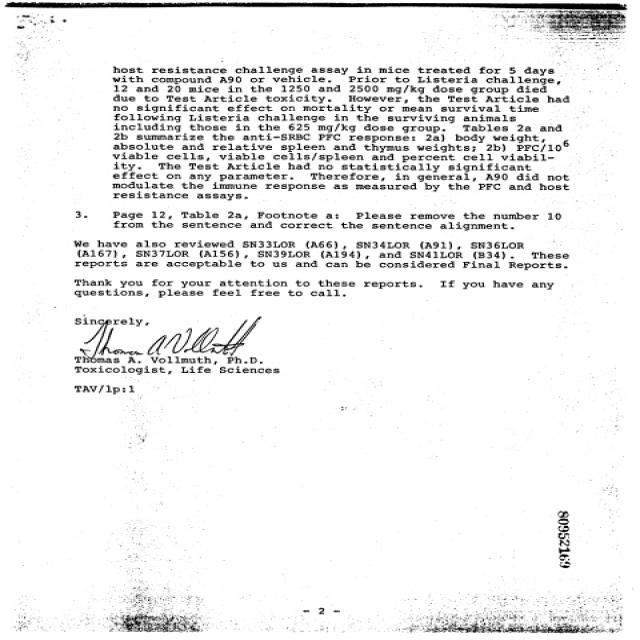 host resistance challenge assay in mice treated for 5 days
with compound A90 or vehicle.  Prior to Listeria challenge,
12 and 20 mice in the 1250 and 2500 mg/kg dose group died
due to Test Article toxicity.  However, the Test Article had
no significant effect on mortality or mean survival time
following Listeria challenge in the surviving animals
including those in the 625 mg/kg dose group.  Tables 2a and
2b summarize the anti-SRBC PFC response: 2a) body weight,
absolute and relative spleen and thymus weights; 2b) PFC/10⁶
viable cells, viable cells/spleen and percent cell viabil-
ity.  The Test Article had no statistically significant
effect on any parameter.  Therefore, in general, A90 did not
modulate the immune response as measured by the PFC and host
resistance assays.
3.   Page 12, Table 2a, Footnote a:  Please remove the number 10
from the sentence and correct the sentence alignment.
We have also reviewed SN33LOR (A66), SN34LOR (A91), SN36LOR
(A167), SN37LOR (A156), SN39LOR (A194), and SN41LOR (B34).  These
reports are acceptable to us and can be considered Final Reports.
Thank you for your attention to these reports.  If you have any
questions, please feel free to call.
Sincerely,
Thomas A Vollmuth
Thomas A. Vollmuth, Ph.D.
Toxicologist, Life Sciences
TAV/lp:1
80952169
- 2 -